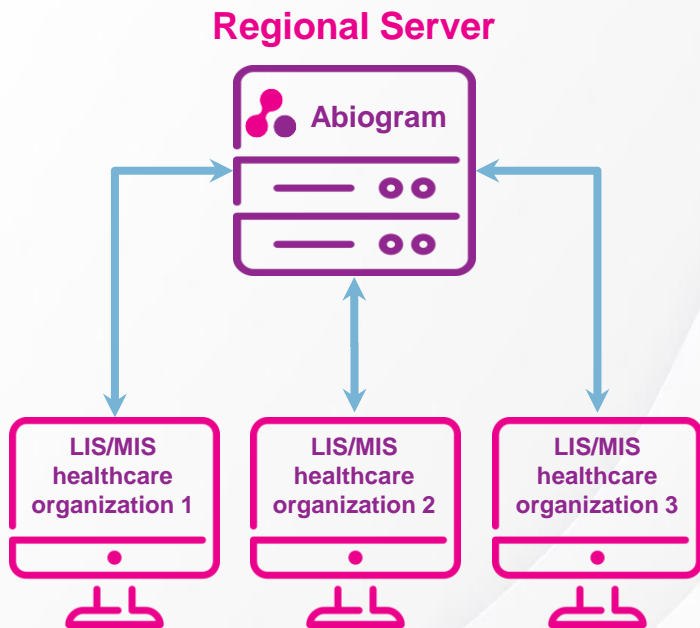 Regional Server
Abiogram
LIS/MIS
healthcare
organization 1
LIS/MIS
healthcare
organization 2
LIS/MIS
healthcare
organization 3